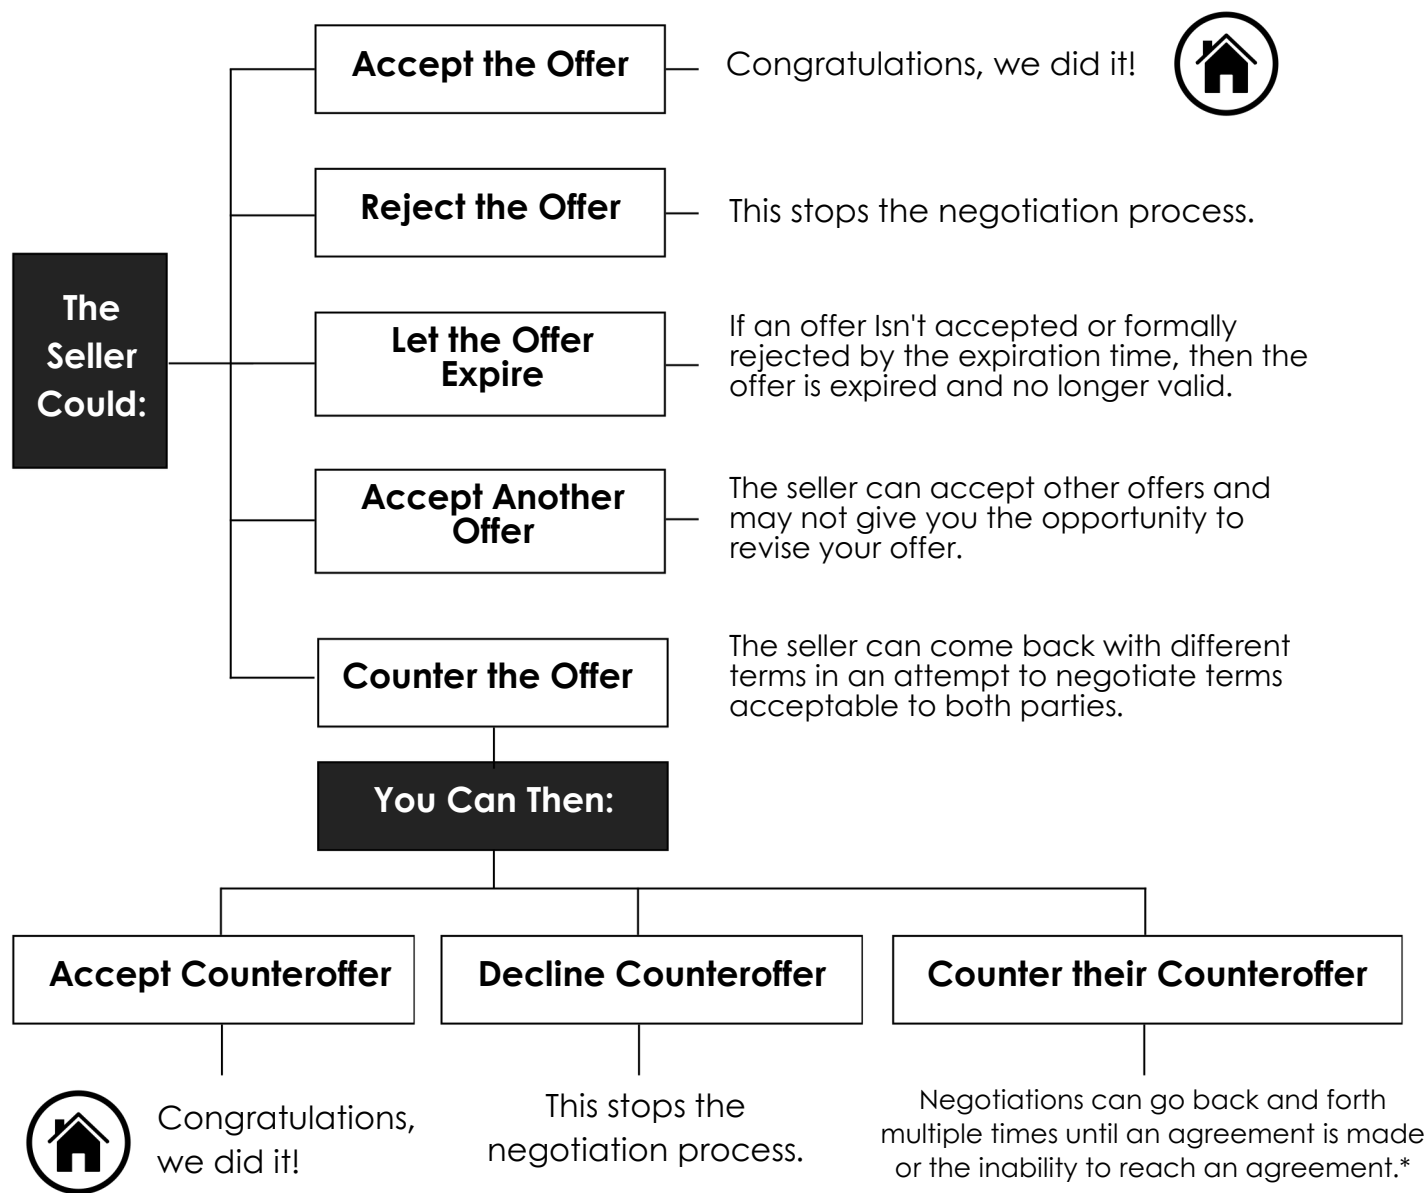 Accept the Offer
Congratulations, we did it!
Reject the Offer
This stops the negotiation process.
The
Seller
Could:
Let the Offer
Expire
If an offer Isn't accepted or formally
rejected by the expiration time, then the
offer is expired and no longer valid.
Accept Another
Offer
The seller can accept other offers and
may not give you the opportunity to
revise your offer.
Counter the Offer
The seller can come back with different
terms in an attempt to negotiate terms
acceptable to both parties.
You Can Then:
Accept Counteroffer
Decline Counteroffer
Counter their Counteroffer
Congratulations,
we did it!
This stops the
negotiation process.
Negotiations can go back and forth
multiple times until an agreement is made
or the inability to reach an agreement.*